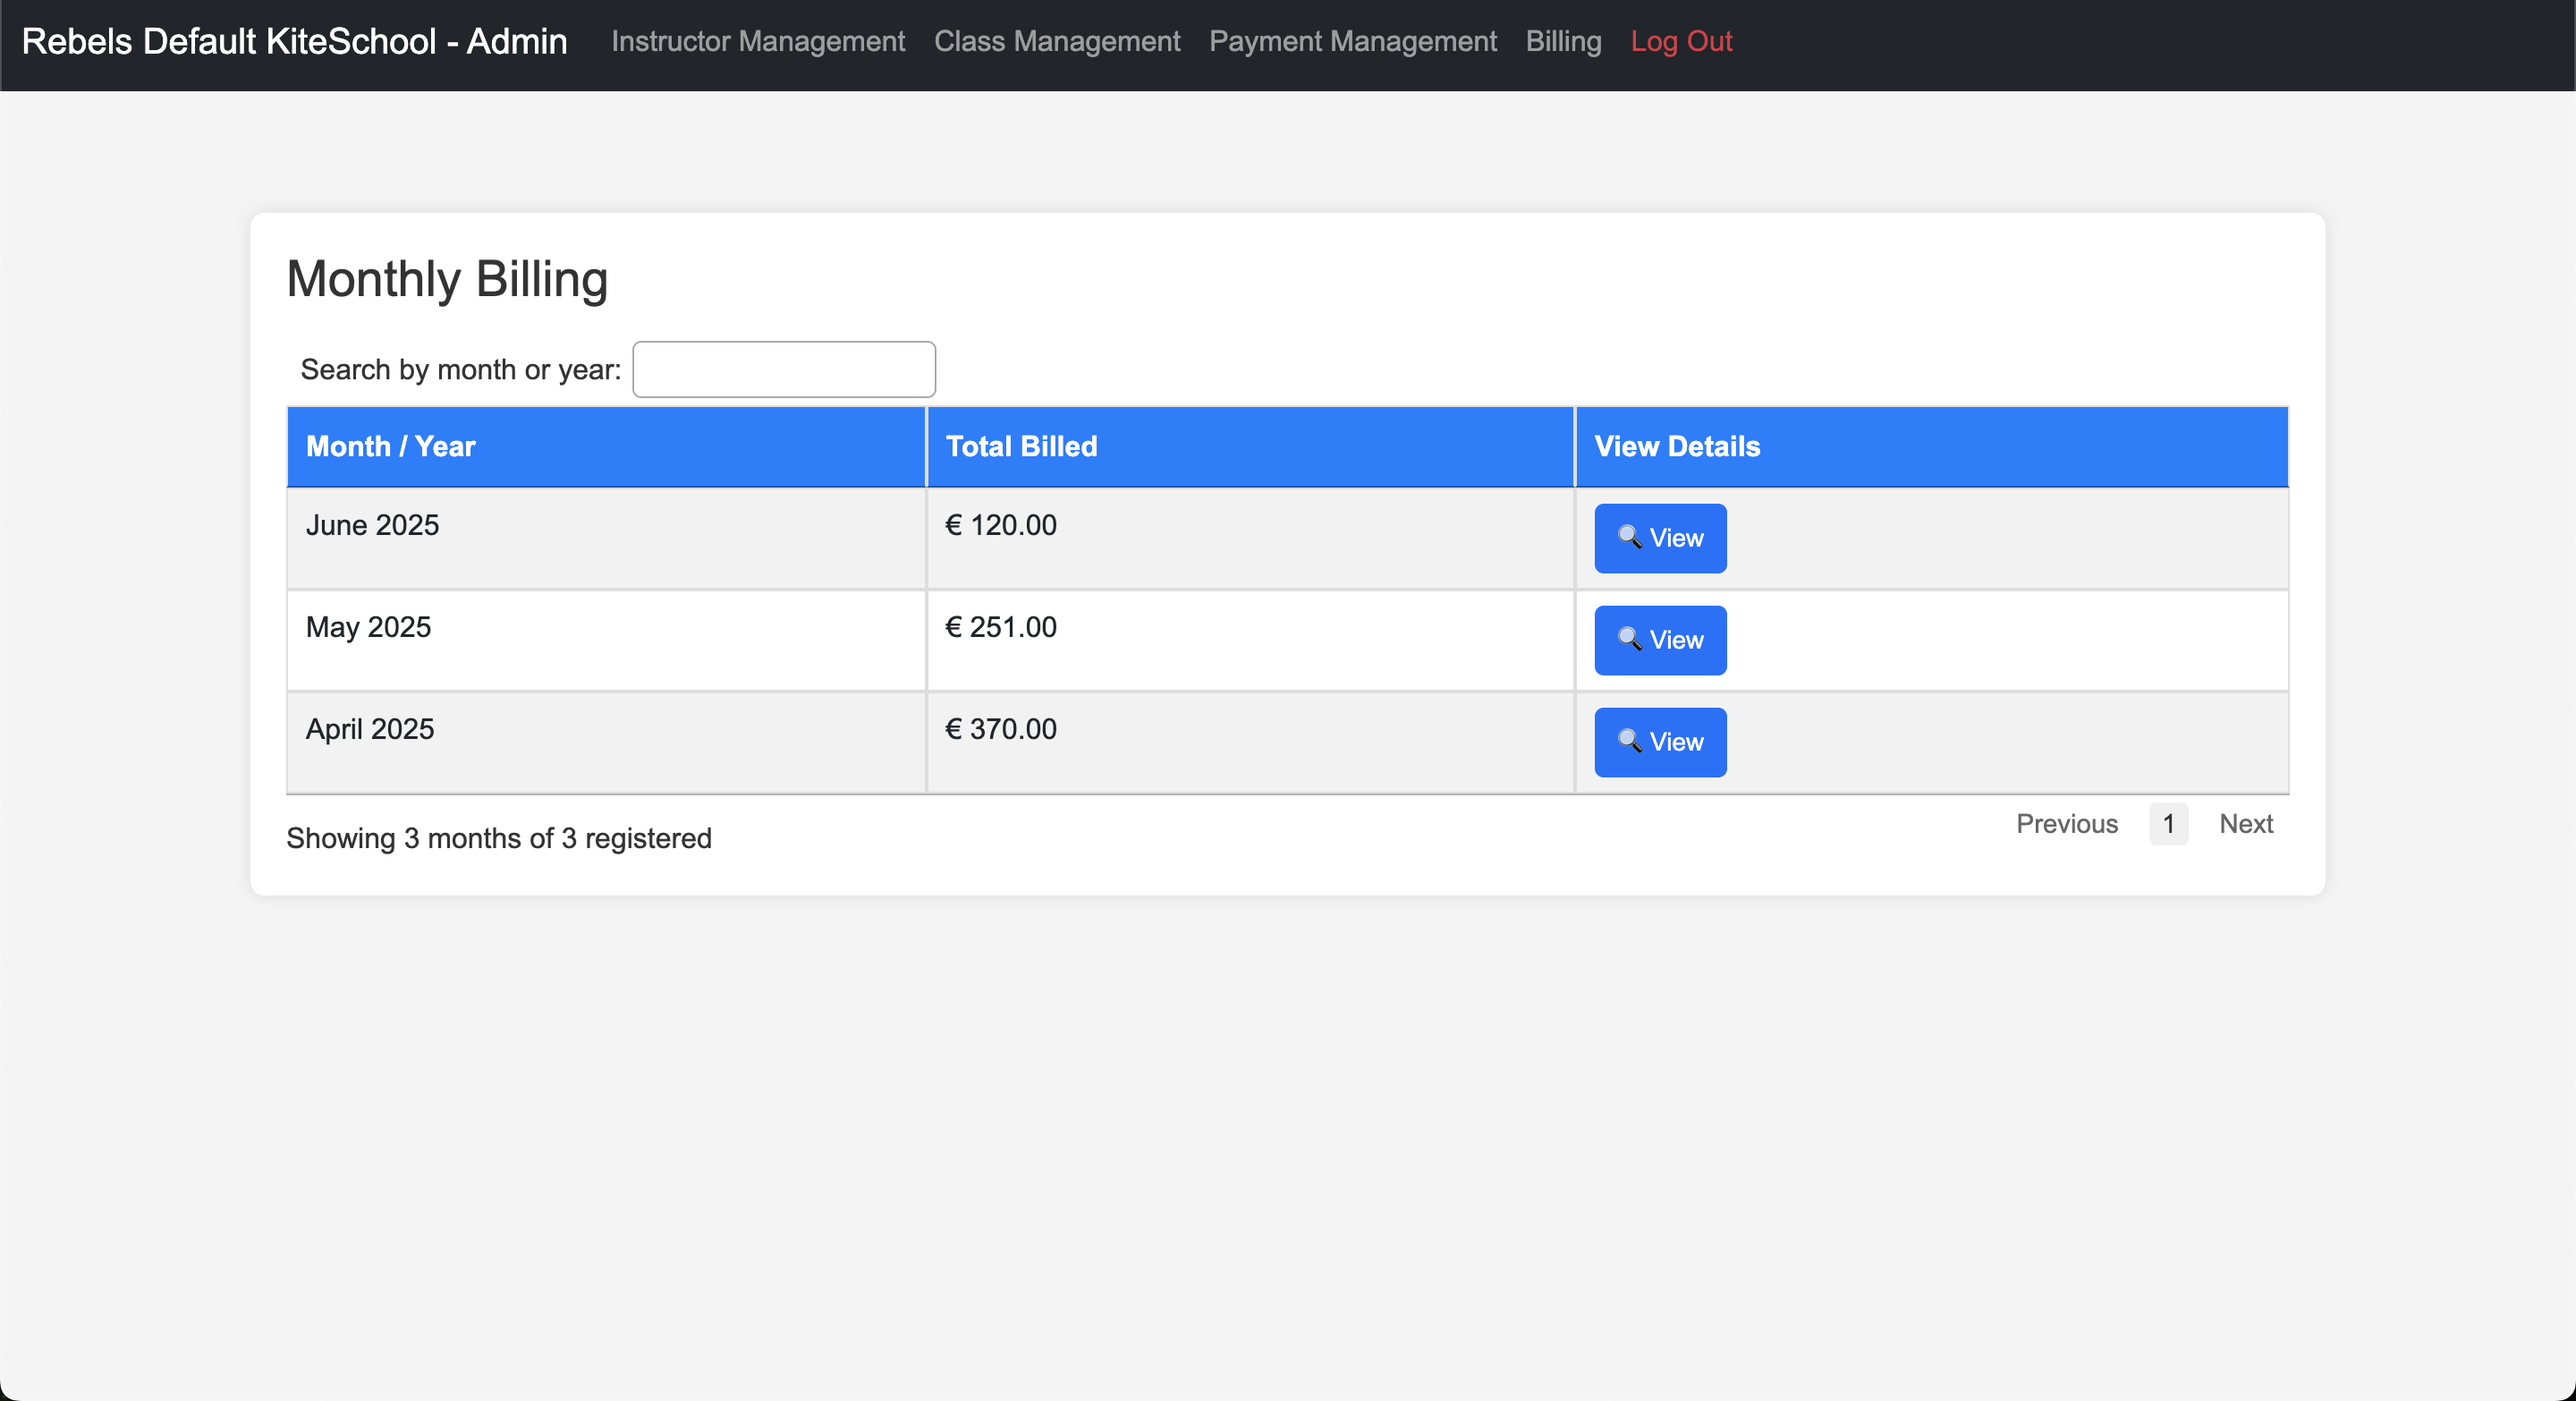 Rebels Default KiteSchool - Admin Instructor Management Class Management Payment Management Billing Log Out
Monthly Billing
Search by month or year:
Month / Year Total Billed View Details
June 2025 € 120.00 🔍 View
May 2025 € 251.00 🔍 View
April 2025 € 370.00 🔍 View
Showing 3 months of 3 registered
Previous 1 Next